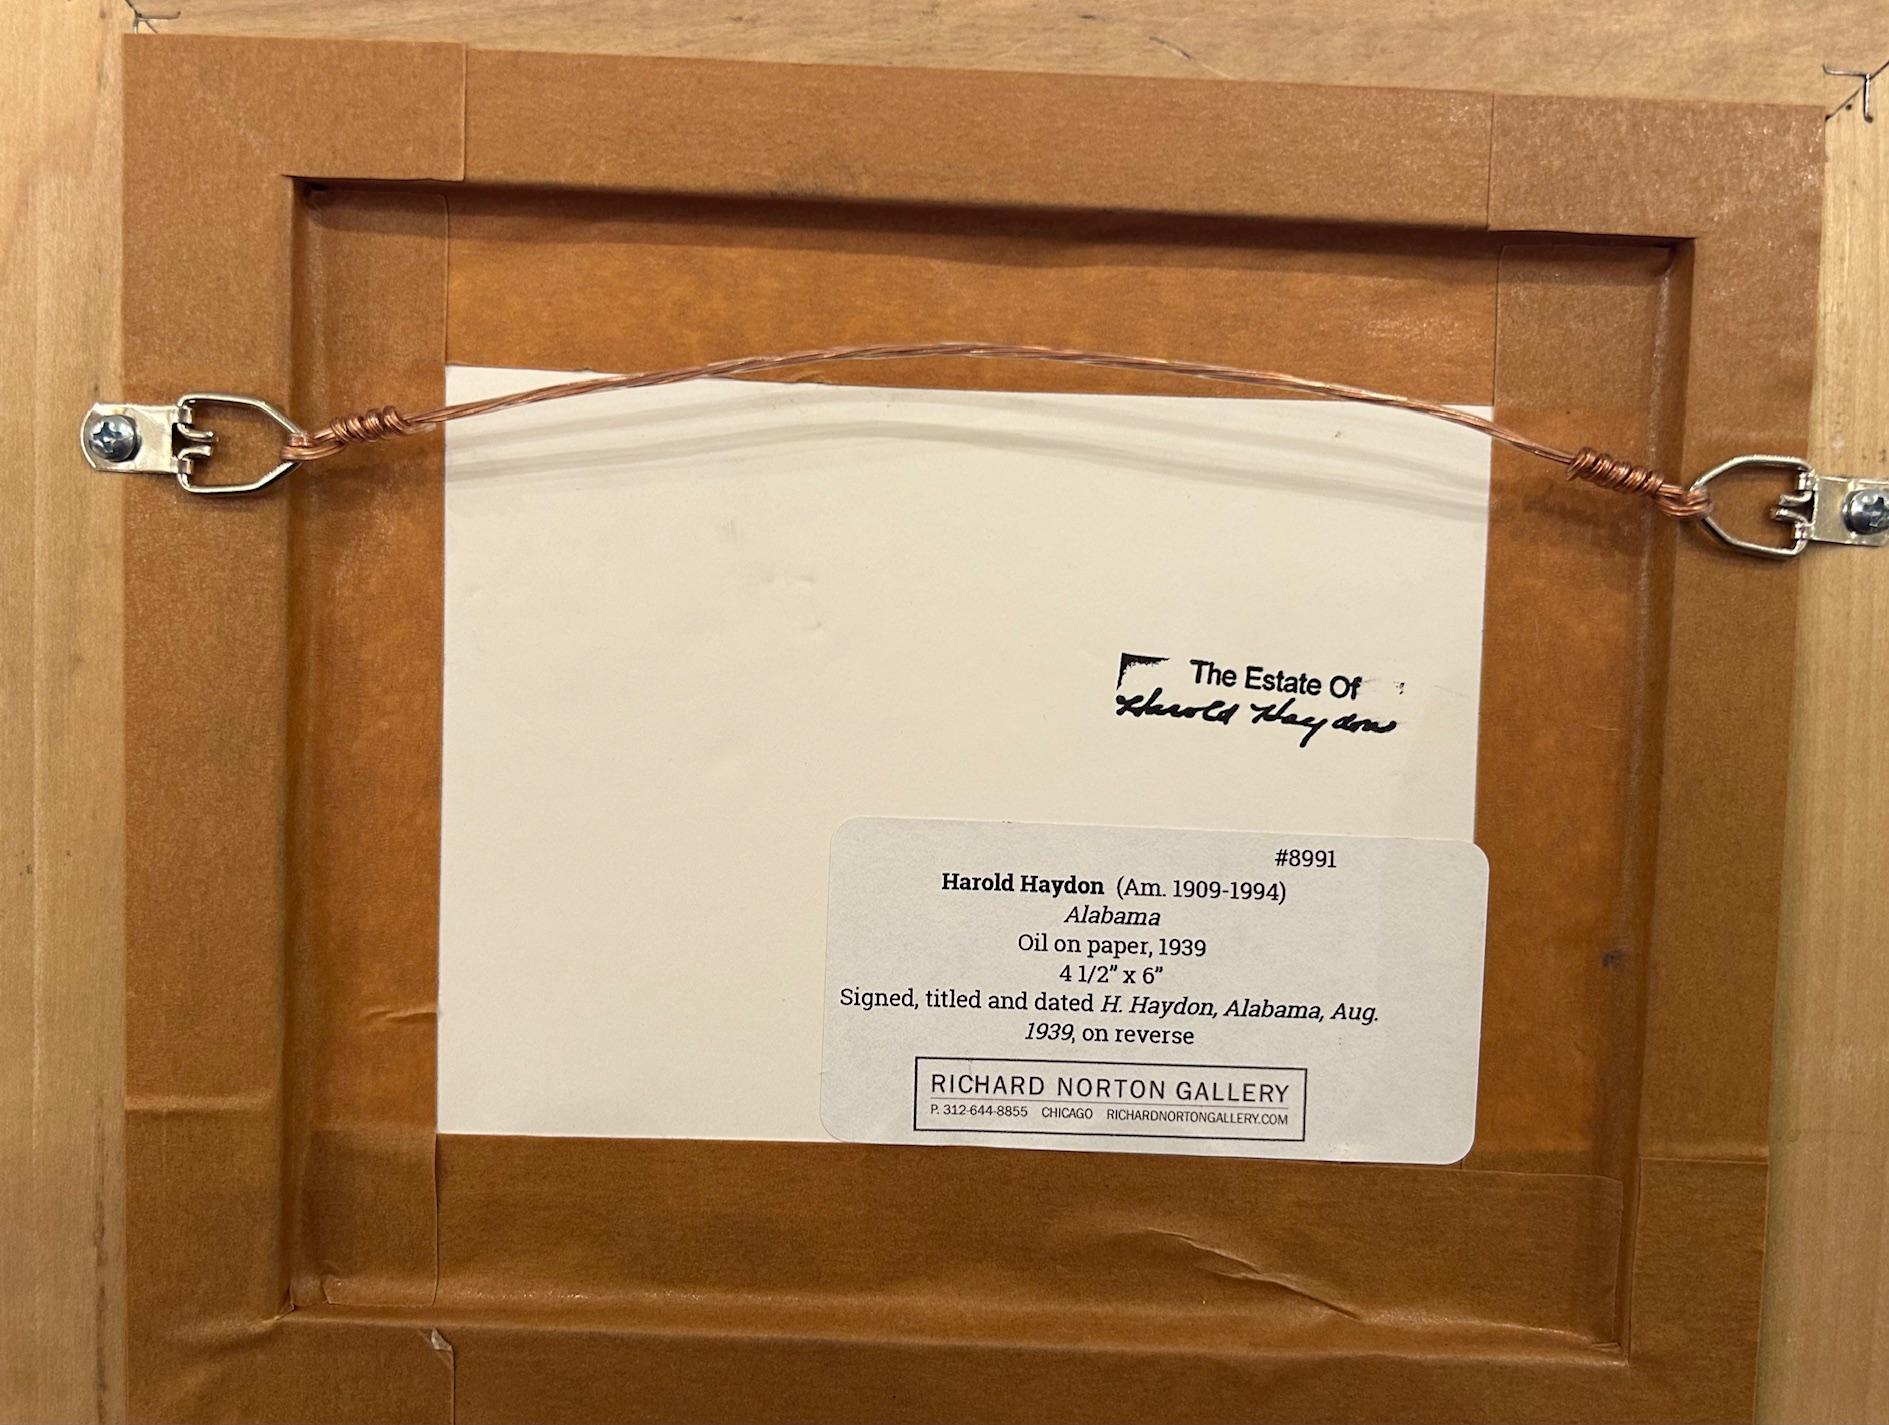 The Estate Of
Harold Haydon
#8991
Harold Haydon (Am. 1909-1994)
Alabama
Oil on paper, 1939
4 1/2” x 6”
Signed, titled and dated H. Haydon, Alabama, Aug.
1939, on reverse
RICHARD NORTON GALLERY
P. 312-644-8855 CHICAGO RICHARDNORTONGALLERY.COM